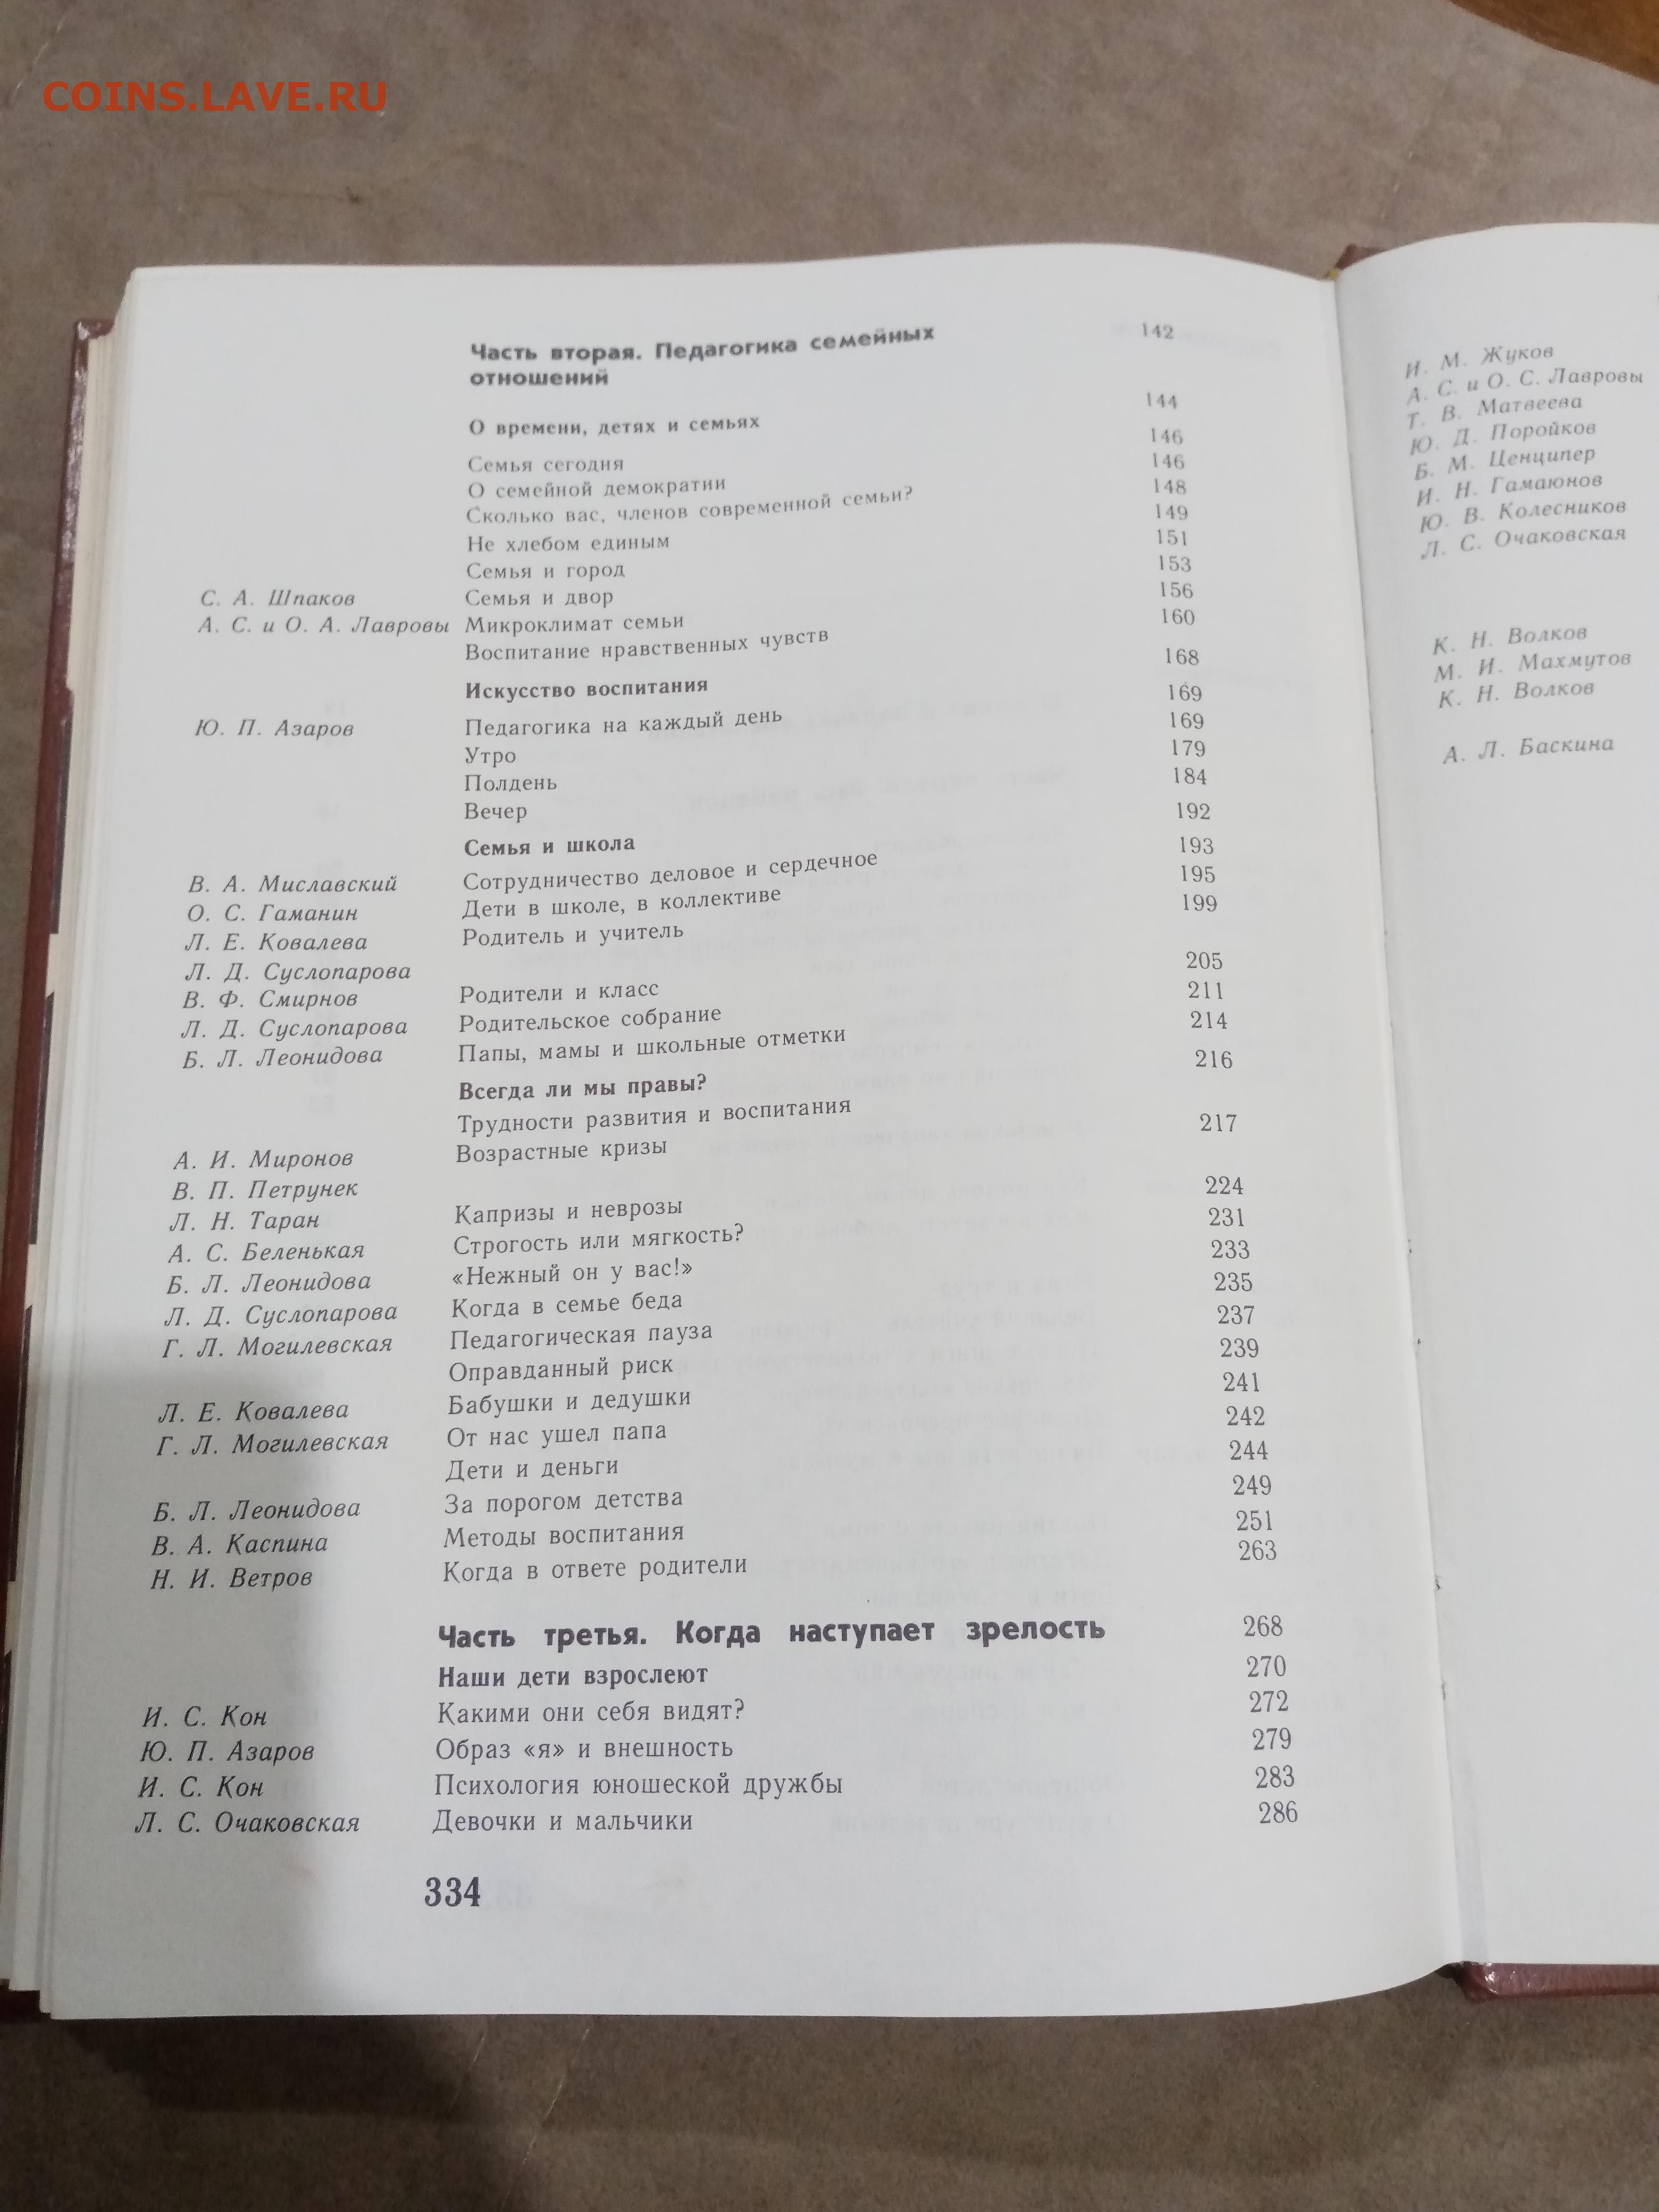 COINS.LAVE.RU
Часть вторая. Педагогика семейных 142
отношений
О времени, детях и семьях 144
Семья сегодня 146
О семейной демократии 146
Сколько вас, членов современной семьи? 148
Не хлебом единым 149
Семья и город 151
С. А. Шпаков Семья и двор 153
А. С. и О. А. Лавровы Микроклимат семьи 156
Воспитание нравственных чувств 160
Искусство воспитания 168
Ю. П. Азаров Педагогика на каждый день 169
Утро 169
Полдень 179
Вечер 184
Семья и школа 192
В. А. Миславский Сотрудничество деловое и сердечное 193
О. С. Гаманин Дети в школе, в коллективе 195
Л. Е. Ковалева Родитель и учитель 199
Л. Д. Суслопарова
В. Ф. Смирнов Родители и класс 205
Л. Д. Суслопарова Родительское собрание 211
Б. Л. Леонидова Папы, мамы и школьные отметки 214
Всегда ли мы правы? 216
Трудности развития и воспитания
А. И. Миронов Возрастные кризы 217
В. П. Петрунек
Л. Н. Таран Капризы и неврозы 224
А. С. Беленькая Строгость или мягкость? 231
Б. Л. Леонидова «Нежный он у вас!» 233
Л. Д. Суслопарова Когда в семье беда 235
Г. Л. Могилевская Педагогическая пауза 237
Оправданный риск 239
Л. Е. Ковалева Бабушки и дедушки 241
Г. Л. Могилевская От нас ушел папа 242
Дети и деньги 244
Б. Л. Леонидова За порогом детства 249
В. А. Каспина Методы воспитания 251
Н. И. Ветров Когда в ответе родители 263
Часть третья. Когда наступает зрелость 268
Наши дети взрослеют 270
И. С. Кон Какими они себя видят? 272
Ю. П. Азаров Образ «я» и внешность 279
И. С. Кон Психология юношеской дружбы 283
Л. С. Очаковская Девочки и мальчики 286
334
И. М. Жуков
А. С. и О. С. Лавровы
Т. В. Матвеева
Ю. Д. Поройков
Б. М. Ценципер
И. Н. Гамаюнов
Ю. В. Колесников
Л. С. Очаковская
К. Н. Волков
М. И. Махмутов
К. Н. Волков
А. Л. Баскина